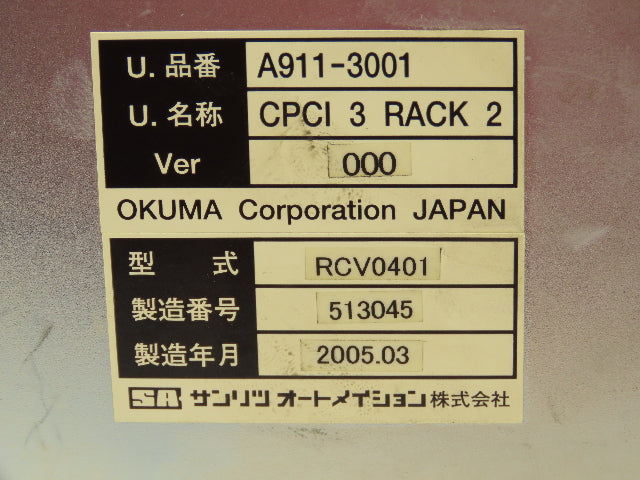 U. 品番 A911-3001
U. 名称 CPCI 3 RACK 2
Ver 000
OKUMA Corporation JAPAN
型 式 RCV0401
製造番号 513045
製造年月 2005.03
SA サンリツ オートメイション株式会社